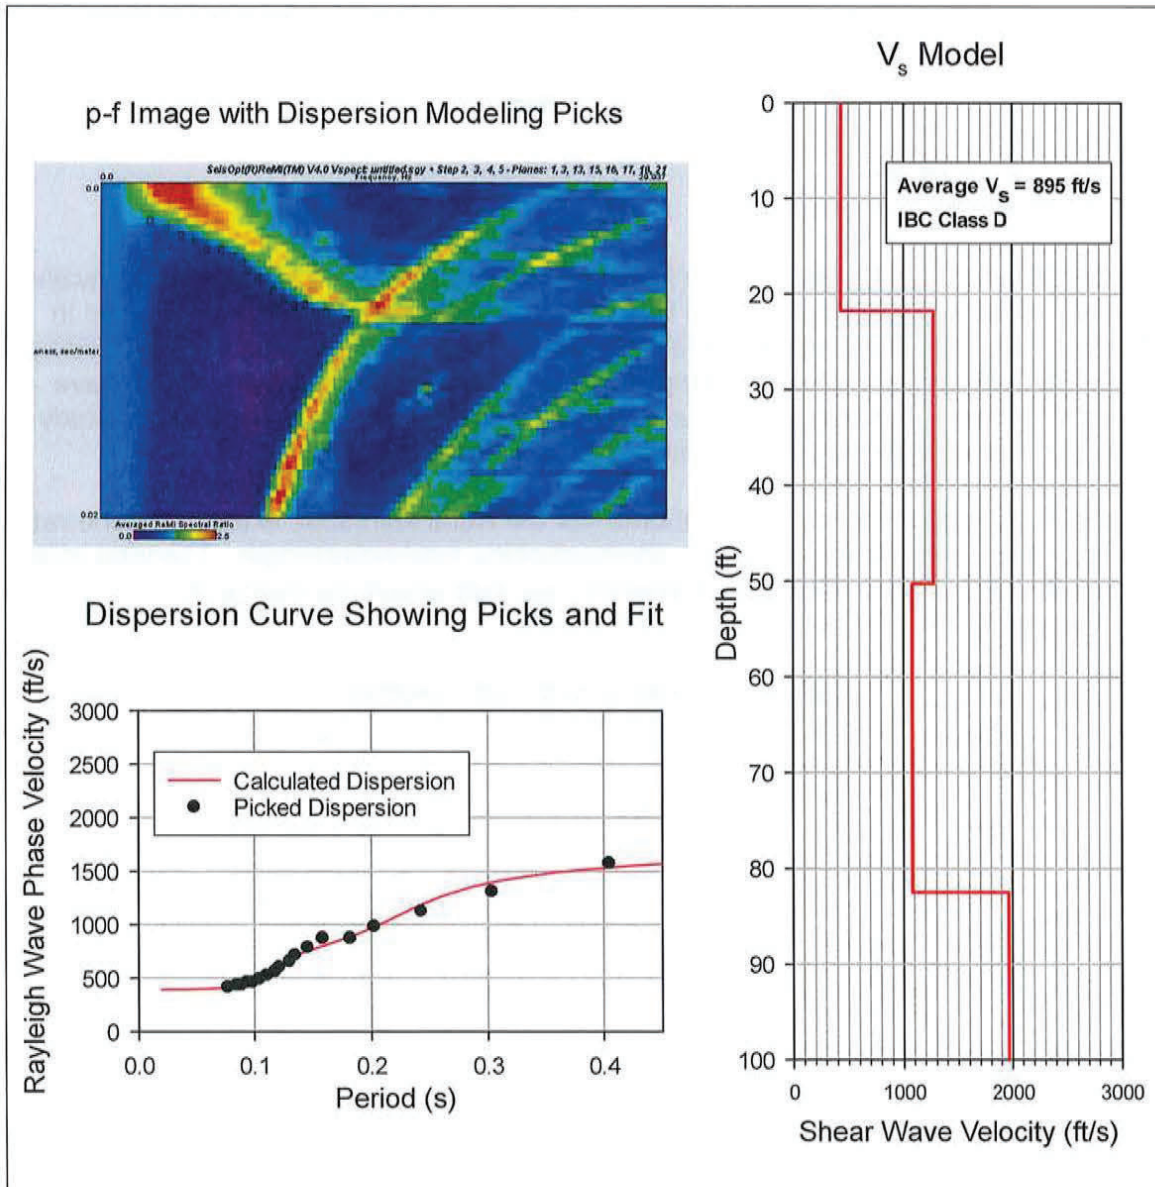 V_s Model
p-f Image with Dispersion Modeling Picks
SeisOpt(R)ReMi(TM) V4.0 Vspect: untitled.sgy + Step 2, 3, 4, 5 - Planes: 1, 3, 13, 15, 16, 17, 19, 21
0.0
Frequency, Hz
0.0
0.02
Averaged ReMi Spectral Ratio
0.0
2.5
Dispersion Curve Showing Picks and Fit
Rayleigh Wave Phase Velocity (ft/s)
3000
2500
2000
1500
1000
500
0
Calculated Dispersion
Picked Dispersion
0.0 0.1 0.2 0.3 0.4
Period (s)
Average V_s = 895 ft/s
IBC Class D
Depth (ft)
0
10
20
30
40
50
60
70
80
90
100
0 1000 2000 3000
Shear Wave Velocity (ft/s)